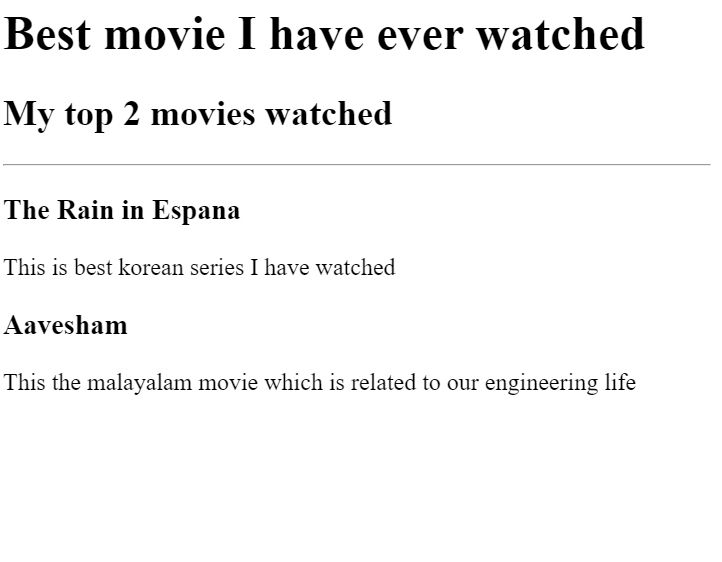 Best movie I have ever watched
My top 2 movies watched
The Rain in Espana
This is best korean series I have watched
Aavesham
This the malayalam movie which is related to our engineering life